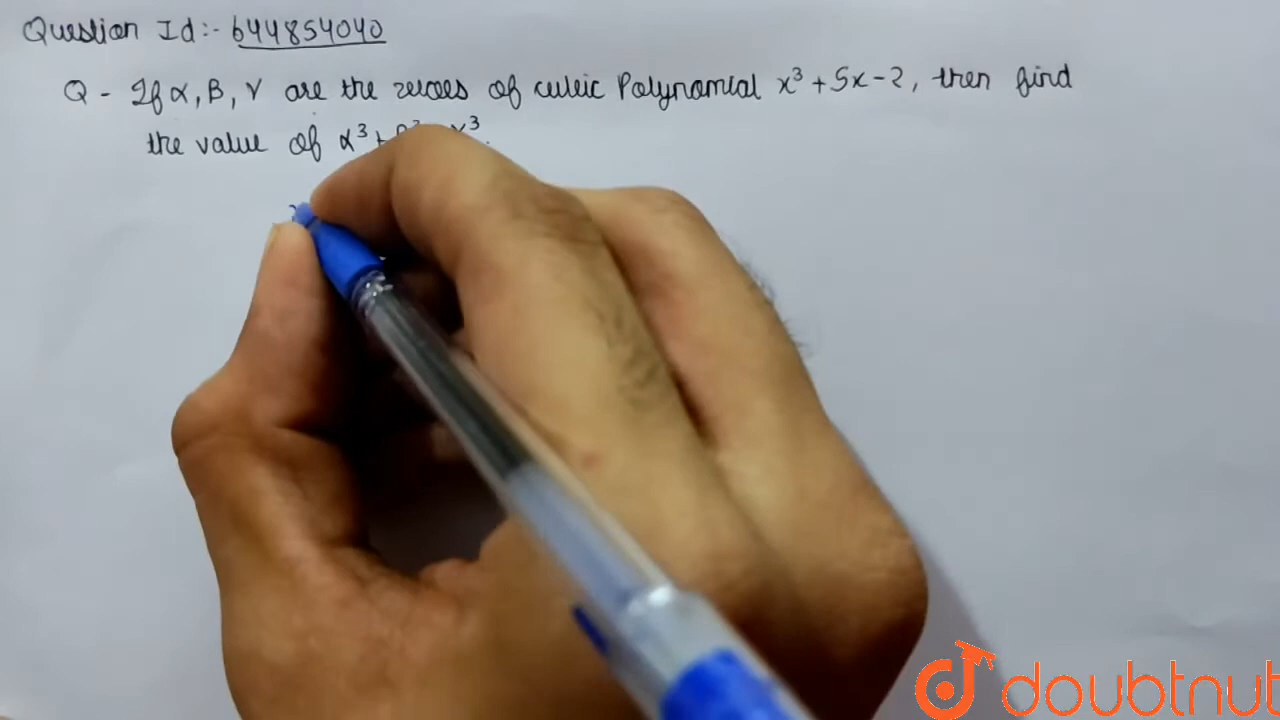 Question Id:- 644854040
Q - If α, β, γ are the zeroes of cubic Polynomial x³ + 5x - 2, then find
the value of α³ +
doubtnut